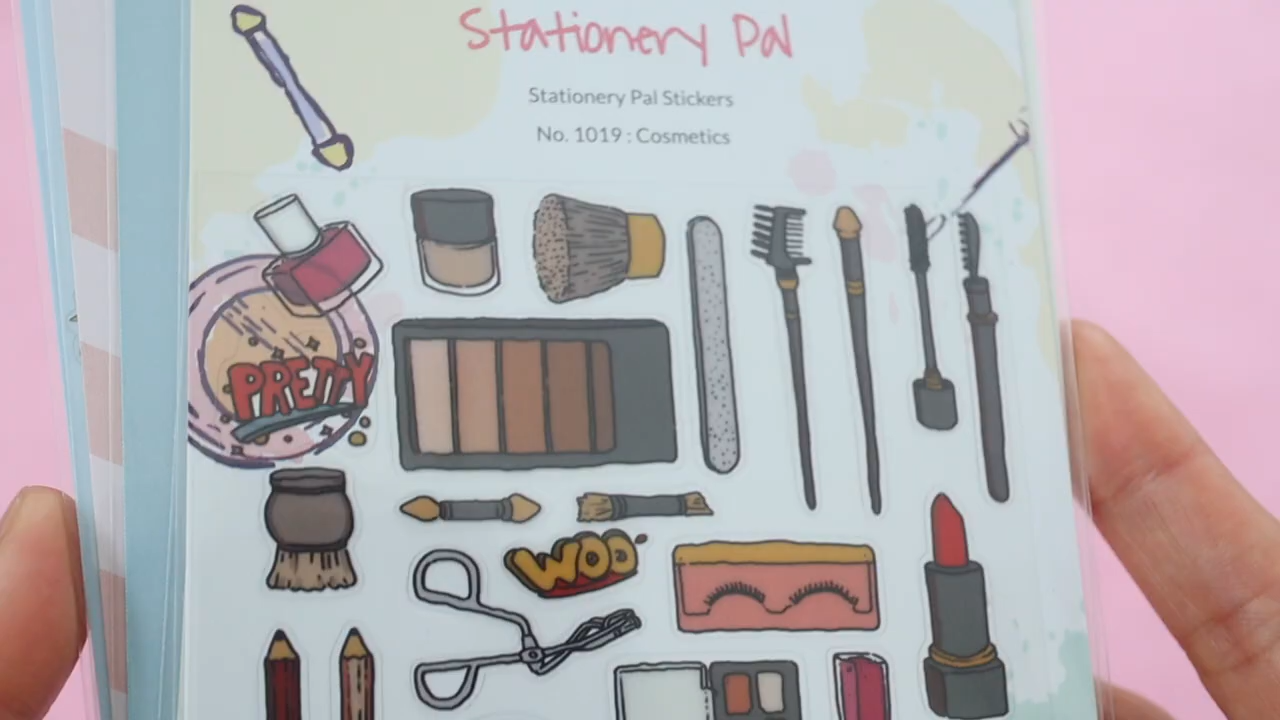 Stationery Pal
Stationery Pal Stickers
No. 1019 : Cosmetics
PRETTY
WOO